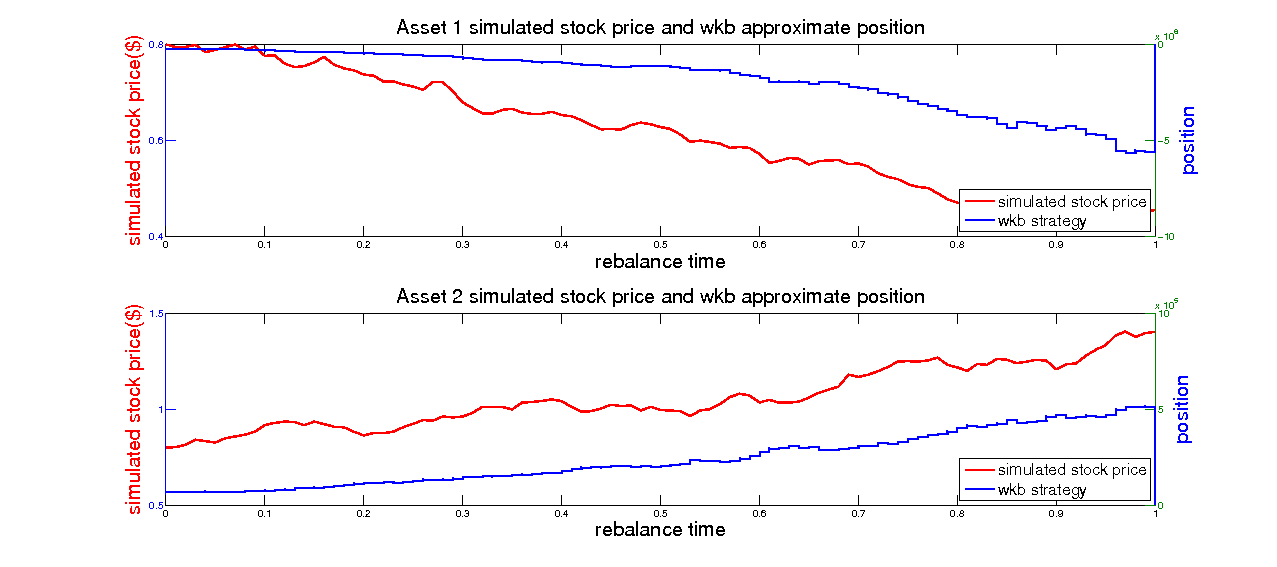 Asset 1 simulated stock price and wkb approximate position
simulated stock price($)
0.8
0.6
0.4
0
-5
-10
position
simulated stock price
wkb strategy
0 0.1 0.2 0.3 0.4 0.5 0.6 0.7 0.8 0.9 1
rebalance time
Asset 2 simulated stock price and wkb approximate position
simulated stock price($)
1.5
1
0.5
10
5
0
position
simulated stock price
wkb strategy
0 0.1 0.2 0.3 0.4 0.5 0.6 0.7 0.8 0.9 1
rebalance time